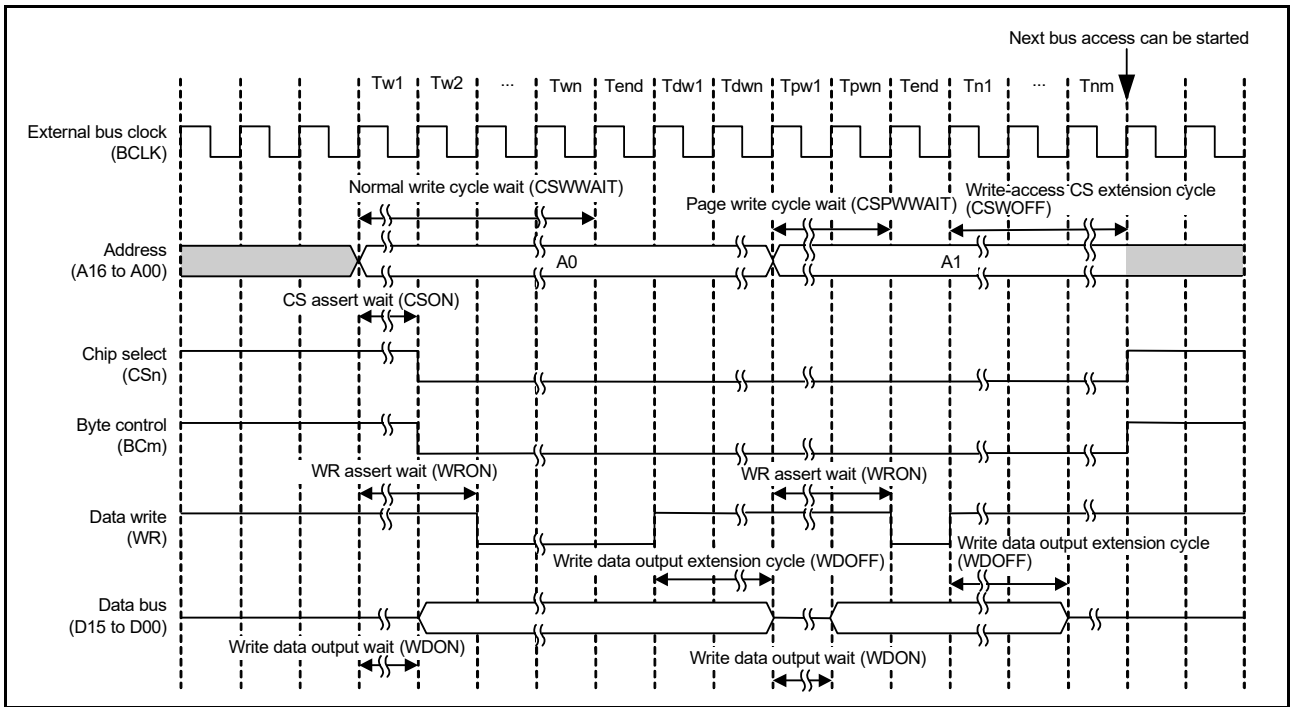 Next bus access can be started
Tw1 Tw2 ... Twn Tend Tdw1 Tdwn Tpw1 Tpwn Tend Tn1 ... Tnm
External bus clock
(BCLK)
Normal write cycle wait (CSWWAIT)
Page write cycle wait (CSPWWAIT)
Write-access CS extension cycle
(CSWOFF)
Address
(A16 to A00)
A0
A1
CS assert wait (CSON)
Chip select
(CSn)
Byte control
(BCm)
WR assert wait (WRON)
WR assert wait (WRON)
Data write
(WR)
Write data output extension cycle (WDOFF)
Write data output extension cycle
(WDOFF)
Data bus
(D15 to D00)
Write data output wait (WDON)
Write data output wait (WDON)